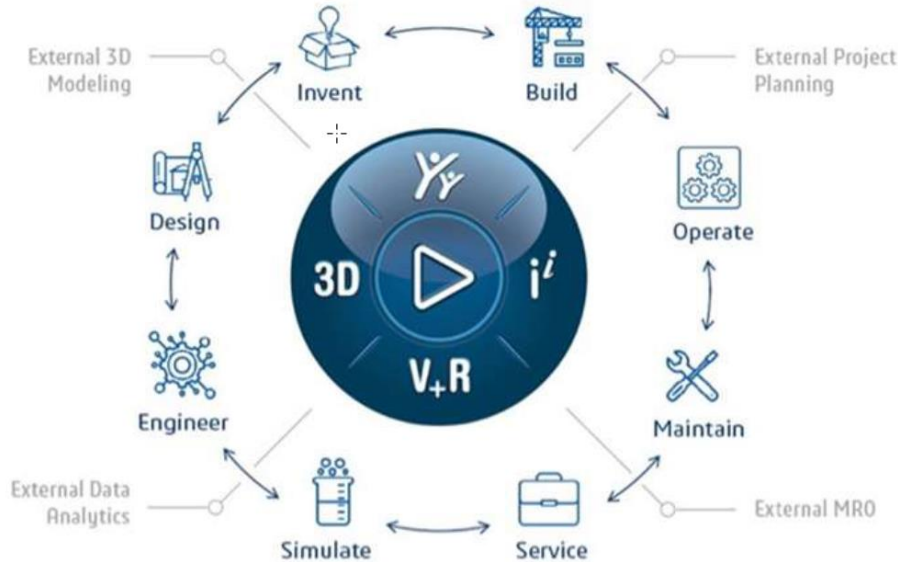 External 3D
Modeling
Invent
Build
External Project
Planning
Design
Operate
3D
i i
V+R
Engineer
Maintain
External Data
Analytics
Simulate
Service
External MRO